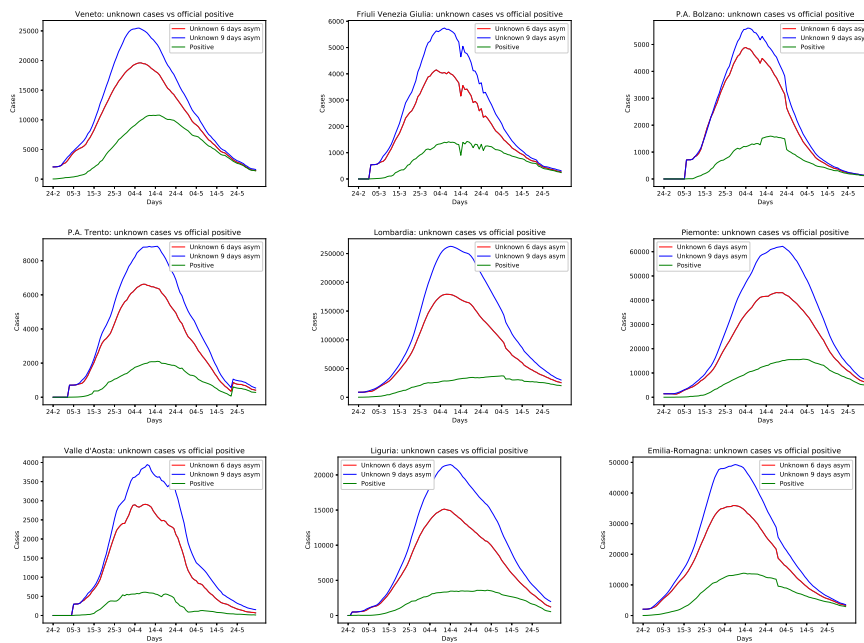 Veneto: unknown cases vs official positive
Unknown 6 days asym
Unknown 9 days asym
Positive
25000
20000
15000
10000
5000
0
Cases
24-2 05-3 15-3 25-3 04-4 14-4 24-4 04-5 14-5 24-5
Days
Friuli Venezia Giulia: unknown cases vs official positive
Unknown 6 days asym
Unknown 9 days asym
Positive
6000
5000
4000
3000
2000
1000
0
Cases
24-2 05-3 15-3 25-3 04-4 14-4 24-4 04-5 14-5 24-5
Days
P.A. Bolzano: unknown cases vs official positive
Unknown 6 days asy
Unknown 9 days asy
Positive
5000
4000
3000
2000
1000
0
Cases
24-2 05-3 15-3 25-3 04-4 14-4 24-4 04-5 14-5 24-5
Days
P.A. Trento: unknown cases vs official positive
Unknown 6 days asym
Unknown 9 days asym
Positive
8000
6000
4000
2000
0
Cases
24-2 05-3 15-3 25-3 04-4 14-4 24-4 04-5 14-5 24-5
Days
Lombardia: unknown cases vs official positive
Unknown 6 days asym
Unknown 9 days asym
Positive
250000
200000
150000
100000
50000
0
Cases
24-2 05-3 15-3 25-3 04-4 14-4 24-4 04-5 14-5 24-5
Days
Piemonte: unknown cases vs official positive
Unknown 6 days asym
Unknown 9 days asym
Positive
60000
50000
40000
30000
20000
10000
0
Cases
24-2 05-3 15-3 25-3 04-4 14-4 24-4 04-5 14-5 24-5
Days
Valle d'Aosta: unknown cases vs official positive
Unknown 6 days asym
Unknown 9 days asym
Positive
4000
3500
3000
2500
2000
1500
1000
500
0
Cases
24-2 05-3 15-3 25-3 04-4 14-4 24-4 04-5 14-5 24-5
Days
Liguria: unknown cases vs official positive
Unknown 6 days asym
Unknown 9 days asym
Positive
20000
15000
10000
5000
0
Cases
24-2 05-3 15-3 25-3 04-4 14-4 24-4 04-5 14-5 24-5
Days
Emilia-Romagna: unknown cases vs official positive
Unknown 6 days asym
Unknown 9 days asym
Positive
50000
40000
30000
20000
10000
0
Cases
24-2 05-3 15-3 25-3 04-4 14-4 24-4 04-5 14-5 24-5
Days